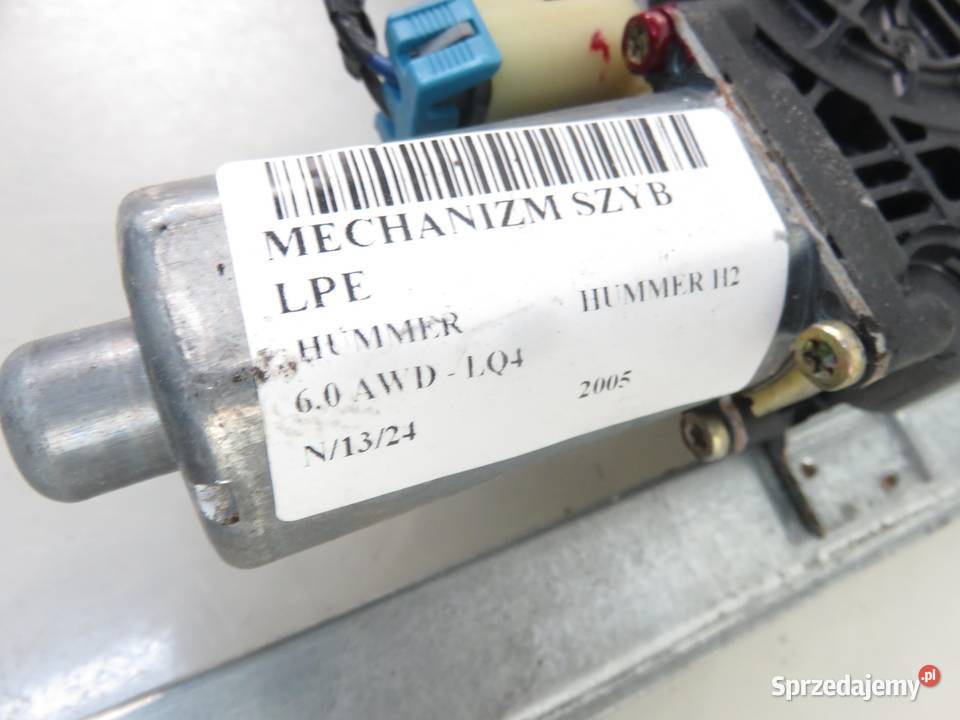 MECHANIZM SZYB
LPE
HUMMER HUMMER H2
6.0 AWD - LQ4 2005
N/13/24
Sprzedajemy.pl